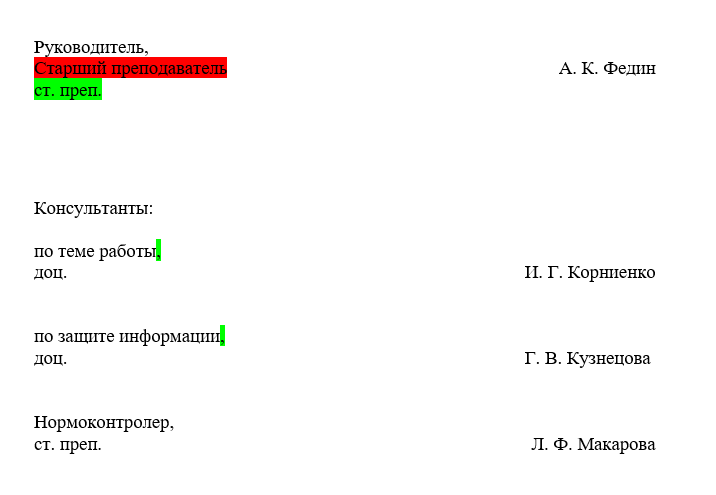 Руководитель,
Старший преподаватель А. К. Федин
ст. преп.
Консультанты:
по теме работы,
доц. И. Г. Корниенко
по защите информации,
доц. Г. В. Кузнецова
Нормоконтролер,
ст. преп. Л. Ф. Макарова